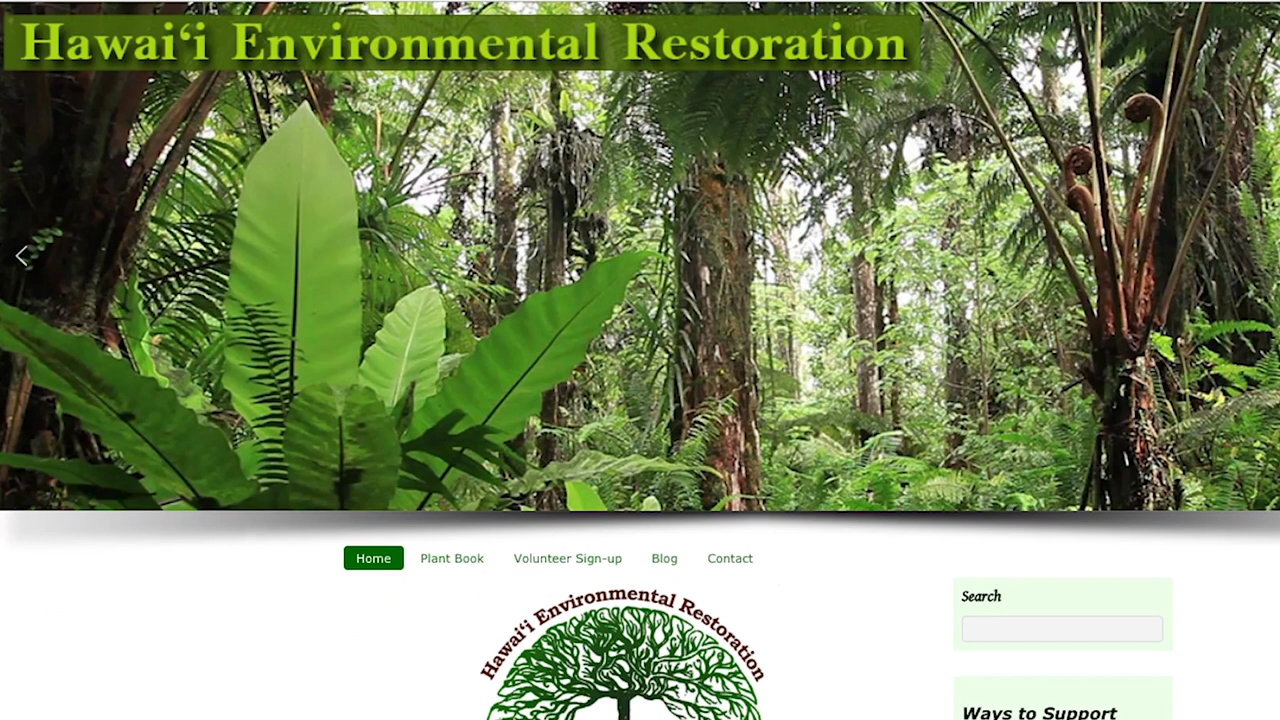 Hawai‘i Environmental Restoration
Home Plant Book Volunteer Sign-up Blog Contact
Hawai‘i Environmental Restoration
Search
Ways to Support